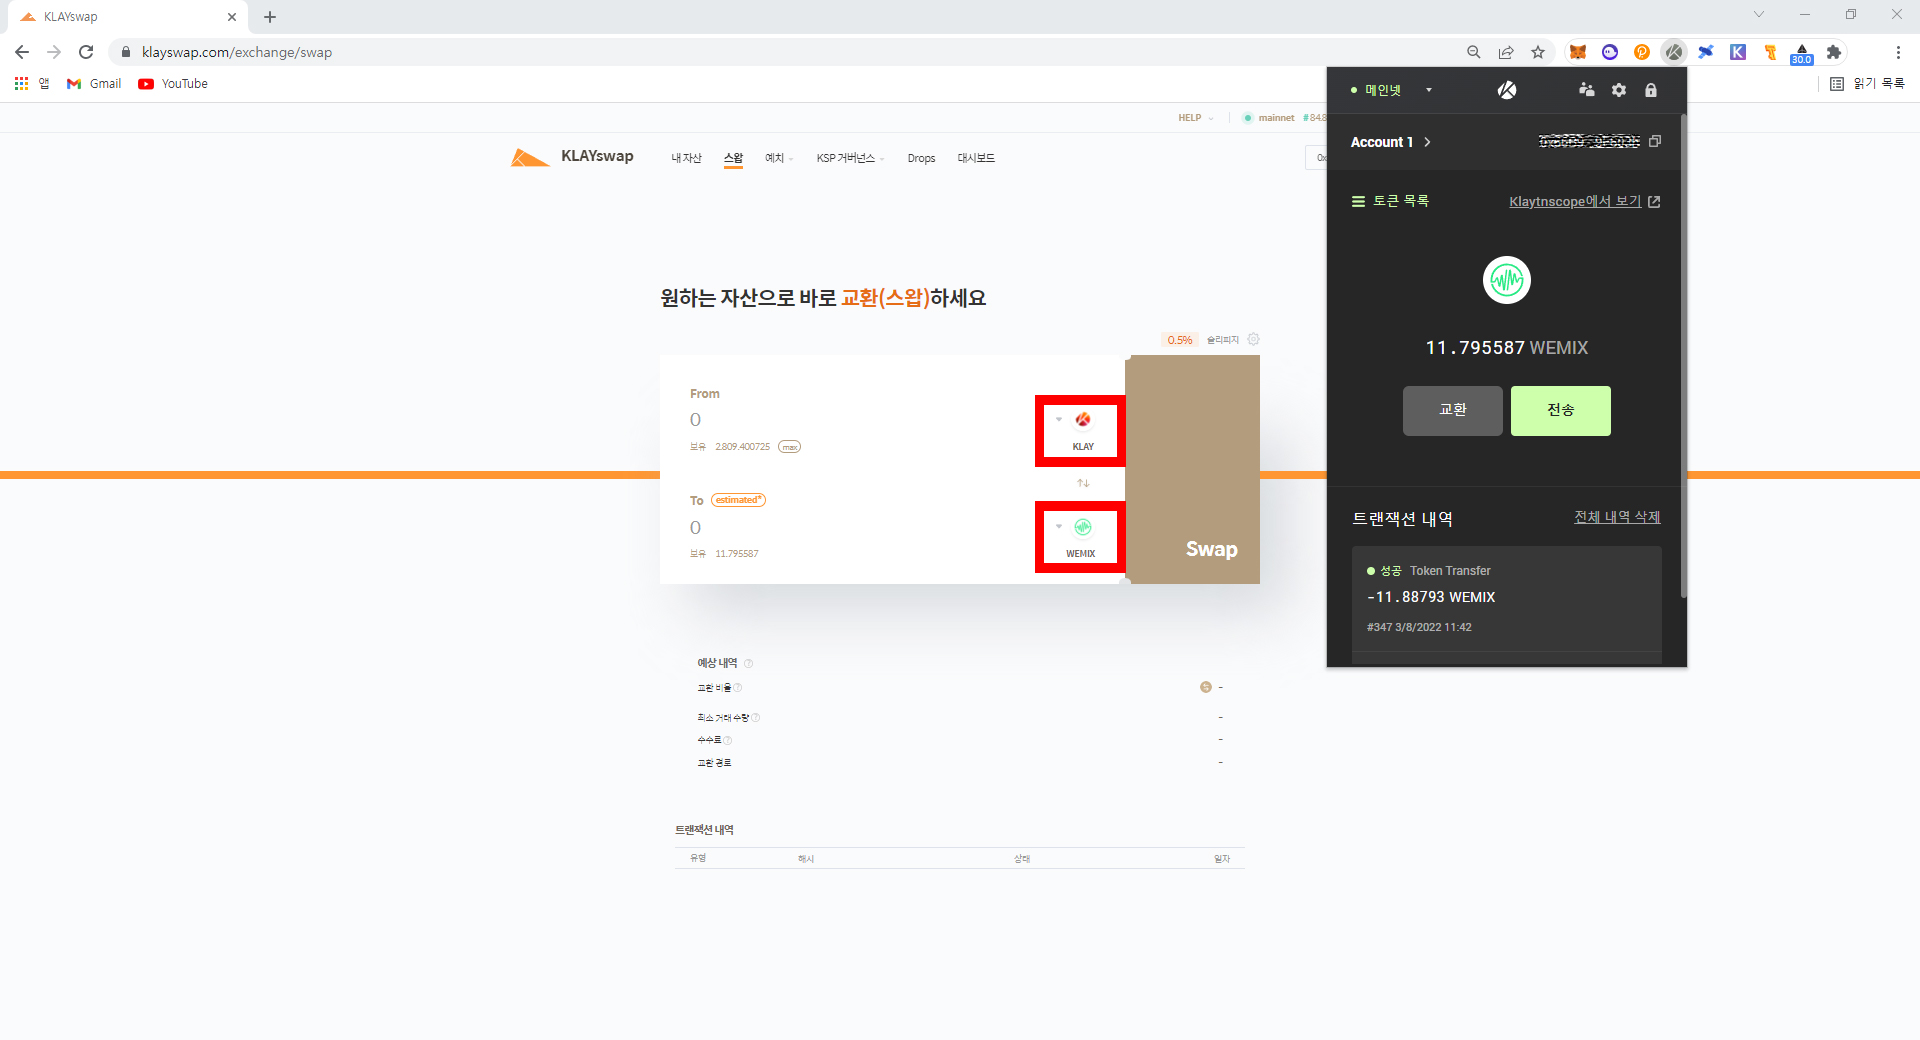 KLAYswap
klayswap.com/exchange/swap
30.0
앱
Gmail
YouTube
읽기 목록
HELP
mainnet
#84.8
KLAYswap
내 자산
스왑
예치
KSP 거버넌스
Drops
대시보드
0x
원하는 자산으로 바로 교환(스왑)하세요
0.5%
슬리피지
From
0
보유 2,809.400725 max
KLAY
To estimated*
0
보유 11.795587
WEMIX
Swap
예상 내역
교환 비율
-
최소 거래 수량
-
수수료
-
교환 경로
-
트랜잭션 내역
유형
해시
상태
일자
메인넷
Account 1
토큰 목록
Klaytnscope에서 보기
11.795587 WEMIX
교환
전송
트랜잭션 내역
전체 내역 삭제
성공 Token Transfer
-11.88793 WEMIX
#347 3/8/2022 11:42